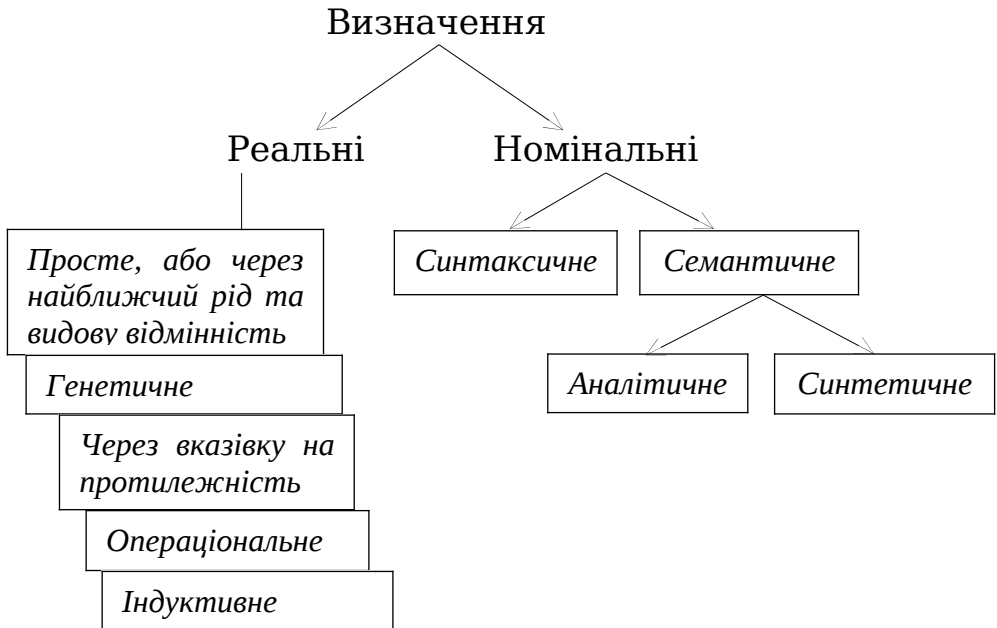 Визначення
Реальні
Номінальні
Просте, або через
найближчий рід та
видову відмінність
Синтаксичне
Семантичне
Генетичне
Аналітичне
Синтетичне
Через вказівку на
протилежність
Операціональне
Індуктивне